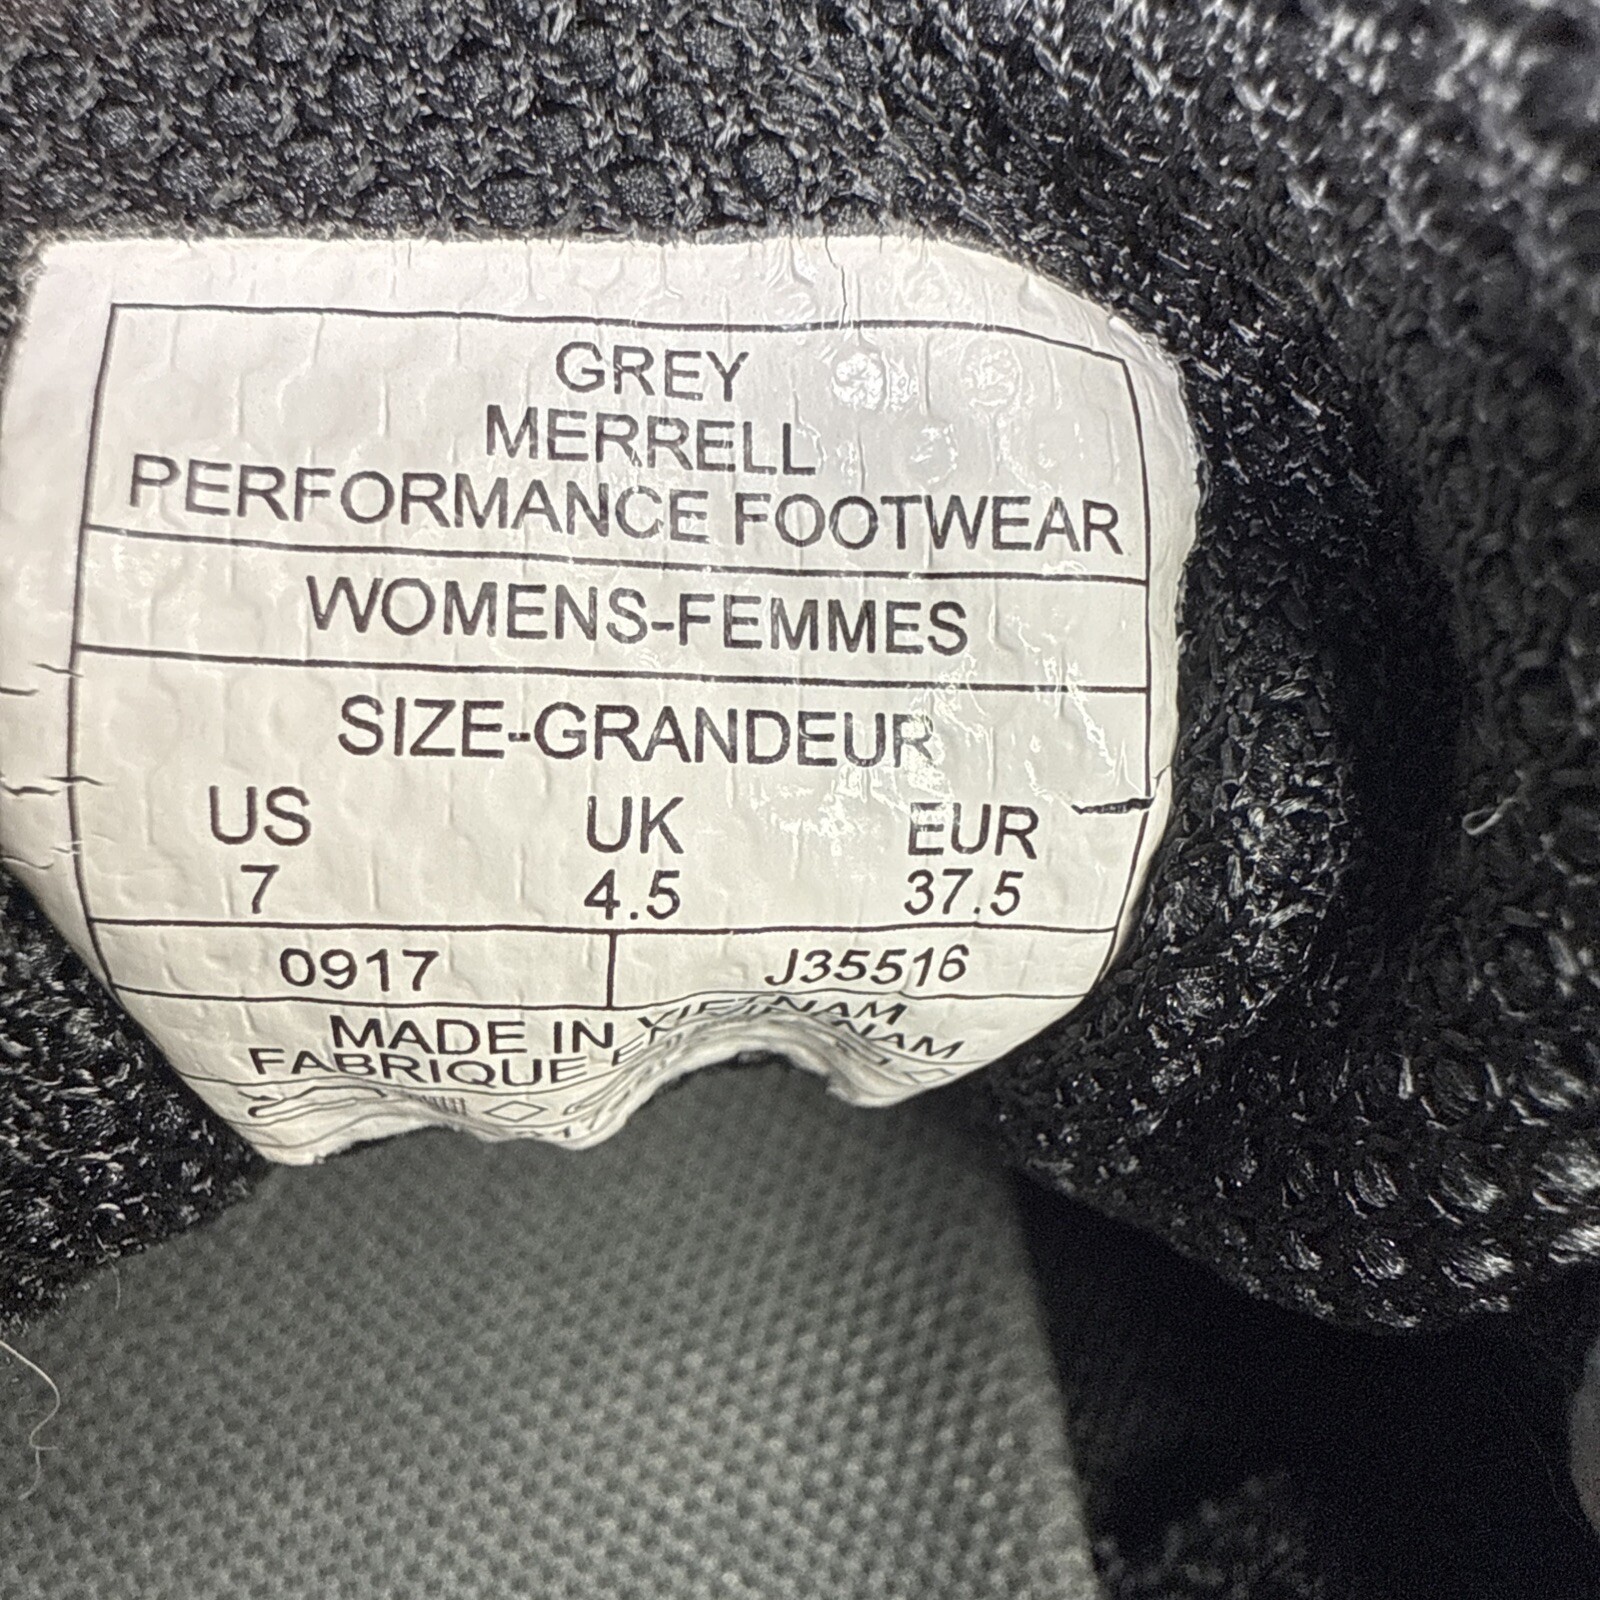 GREY
MERRELL
PERFORMANCE FOOTWEAR
WOMENS-FEMMES
SIZE-GRANDEUR
US UK EUR
7 4.5 37.5
0917 J35516
MADE IN VIETNAM
FABRIQUE